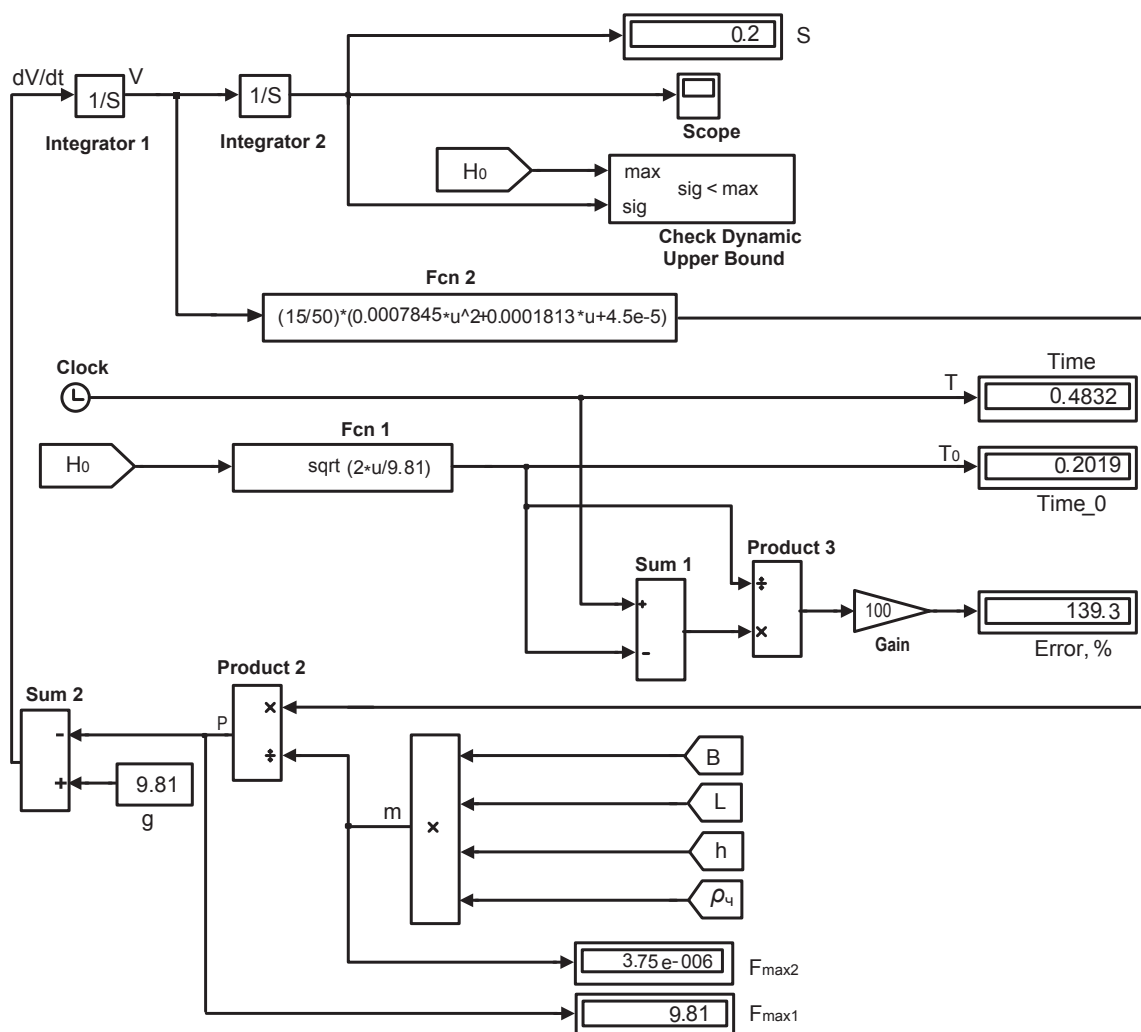 0.2
S
dV/dt
V
1/S
1/S
Integrator 1
Integrator 2
Scope
H₀
max
sig < max
sig
Check Dynamic
Upper Bound
Fcn 2
(15/50)*(0.0007845*u^2+0.0001813*u+4.5e-5)
Clock
Time
T
0.4832
Fcn 1
H₀
sqrt (2*u/9.81)
T₀
0.2019
Time_0
Product 3
Sum 1
÷
+
×
-
100
Gain
139.3
Error, %
Product 2
Sum 2
×
P
-
÷
+
9.81
g
B
L
m
×
h
ρч
3.75e-006
Fmax2
9.81
Fmax1